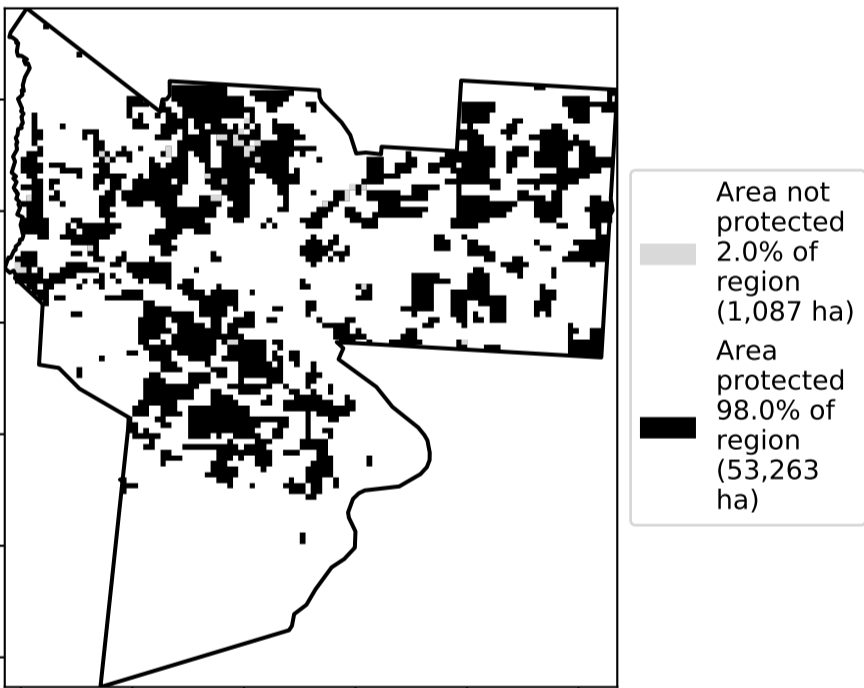 Area not
protected
2.0% of
region
(1,087 ha)
Area
protected
98.0% of
region
(53,263
ha)